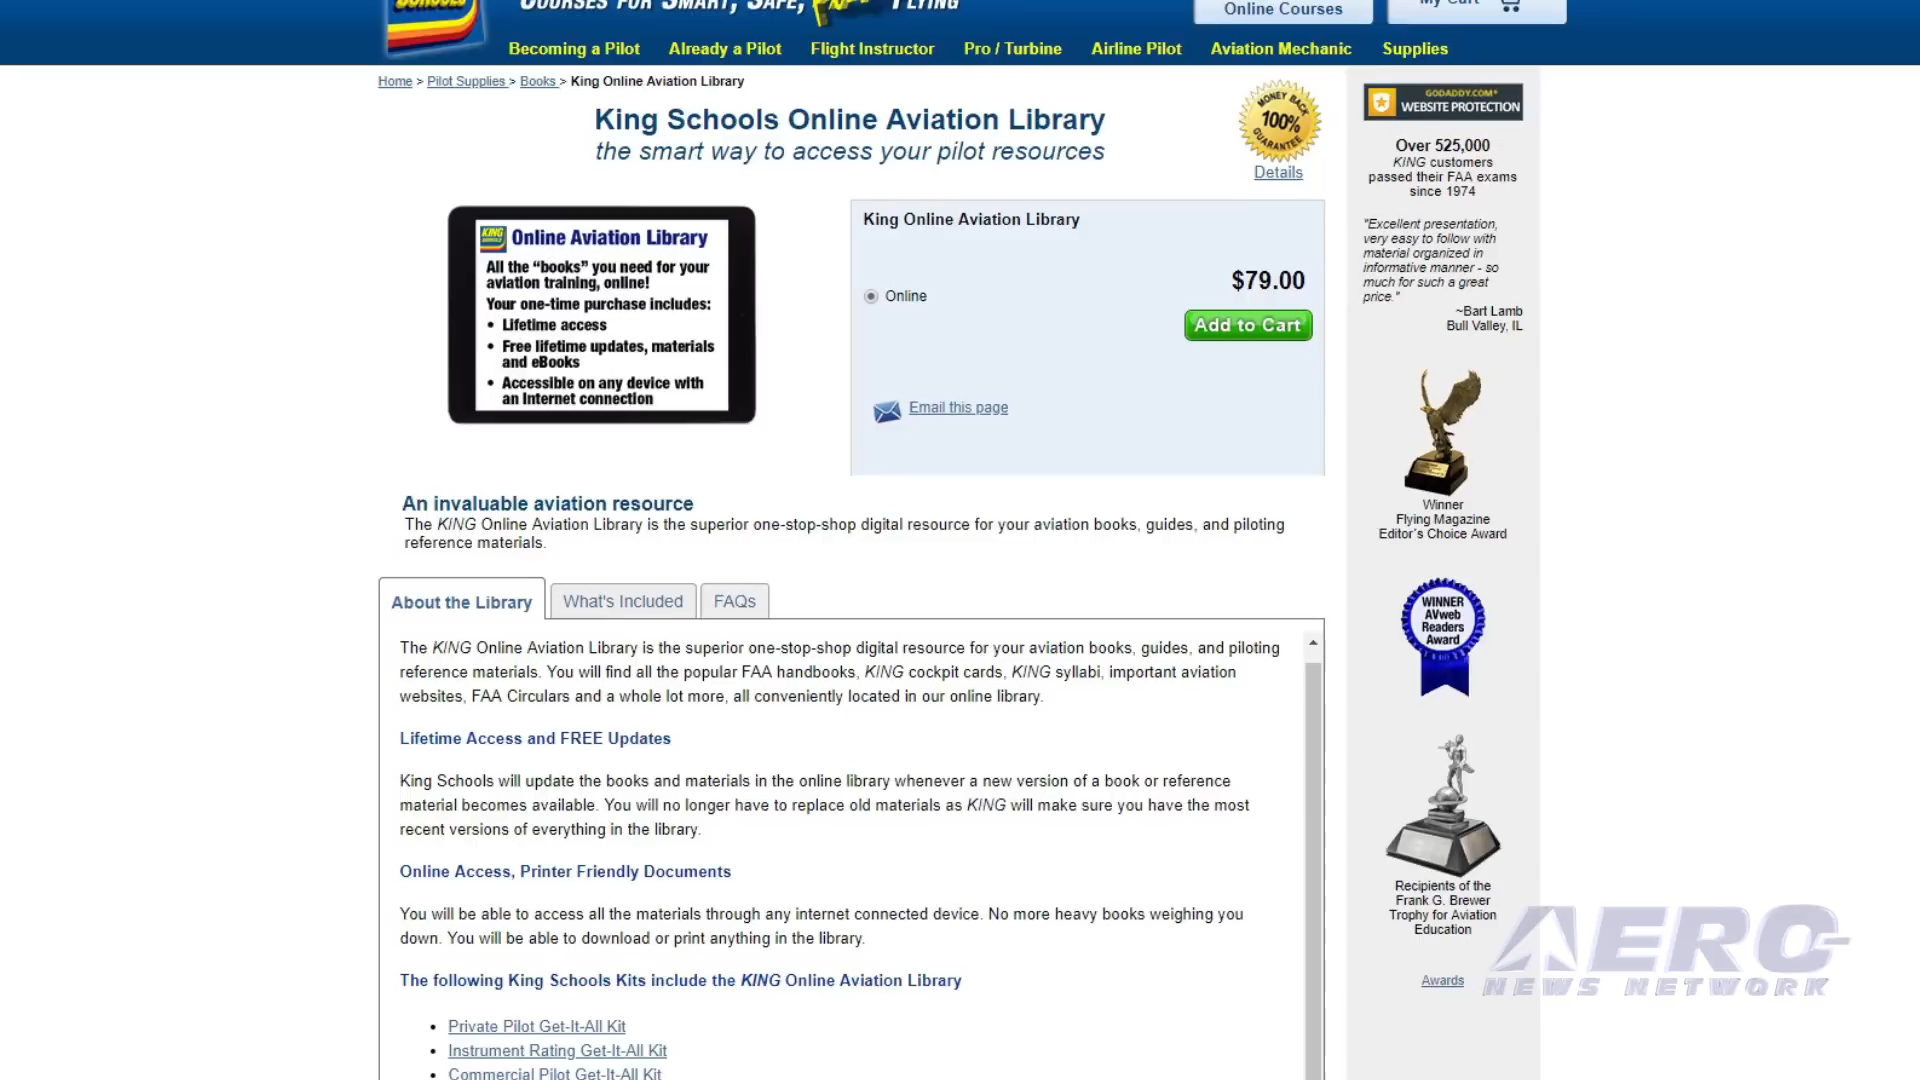 SCHOOLS
COURSES FOR SMART, SAFE, FLYING
Online Courses
My Cart
Becoming a Pilot
Already a Pilot
Flight Instructor
Pro / Turbine
Airline Pilot
Aviation Mechanic
Supplies
Home > Pilot Supplies > Books > King Online Aviation Library
King Schools Online Aviation Library
the smart way to access your pilot resources
MONEY BACK
100%
GUARANTEE
Details
KING
Online Aviation Library
All the “books” you need for your
aviation training, online!
Your one-time purchase includes:
• Lifetime access
• Free lifetime updates, materials
and eBooks
• Accessible on any device with
an Internet connection
King Online Aviation Library
$79.00
Online
Add to Cart
Email this page
An invaluable aviation resource
The KING Online Aviation Library is the superior one-stop-shop digital resource for your aviation books, guides, and piloting
reference materials.
About the Library
What's Included
FAQs
The KING Online Aviation Library is the superior one-stop-shop digital resource for your aviation books, guides, and piloting
reference materials. You will find all the popular FAA handbooks, KING cockpit cards, KING syllabi, important aviation
websites, FAA Circulars and a whole lot more, all conveniently located in our online library.
Lifetime Access and FREE Updates
King Schools will update the books and materials in the online library whenever a new version of a book or reference
material becomes available. You will no longer have to replace old materials as KING will make sure you have the most
recent versions of everything in the library.
Online Access, Printer Friendly Documents
You will be able to access all the materials through any internet connected device. No more heavy books weighing you
down. You will be able to download or print anything in the library.
The following King Schools Kits include the KING Online Aviation Library
• Private Pilot Get-It-All Kit
• Instrument Rating Get-It-All Kit
• Commercial Pilot Get-It-All Kit
GODADDY.COM®
WEBSITE PROTECTION
Over 525,000
KING customers
passed their FAA exams
since 1974
"Excellent presentation,
very easy to follow with
material organized in
informative manner - so
much for such a great
price."
~Bart Lamb
Bull Valley, IL
Winner
Flying Magazine
Editor's Choice Award
WINNER
AVweb
Readers
Award
Recipients of the
Frank G. Brewer
Trophy for Aviation
Education
Awards
AERO-
NEWS NETWORK